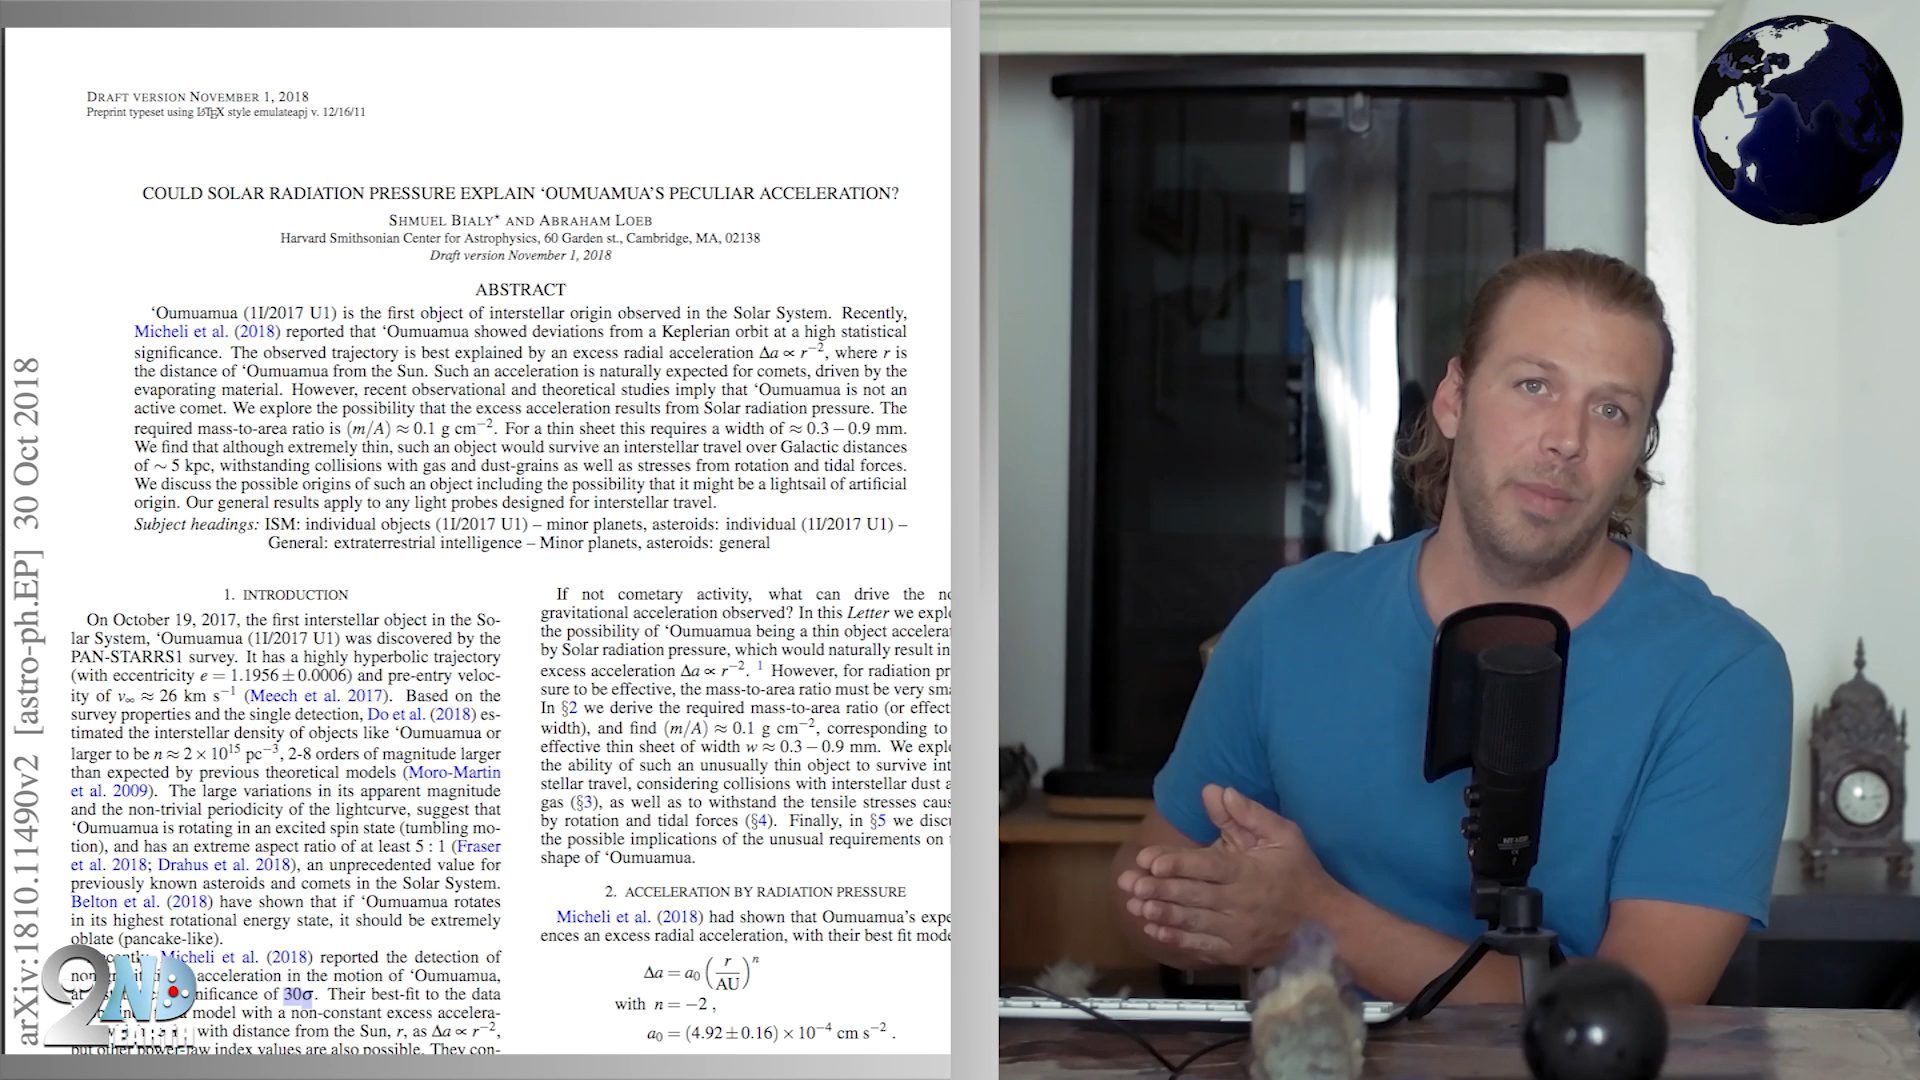 DRAFT VERSION NOVEMBER 1, 2018
Preprint typeset using LATEX style emulateapj v. 12/16/11
COULD SOLAR RADIATION PRESSURE EXPLAIN ‘OUMUAMUA’S PECULIAR ACCELERATION?
SHMUEL BIALY* AND ABRAHAM LOEB
Harvard Smithsonian Center for Astrophysics, 60 Garden st., Cambridge, MA, 02138
Draft version November 1, 2018
ABSTRACT
‘Oumuamua (1I/2017 U1) is the first object of interstellar origin observed in the Solar System. Recently,
Micheli et al. (2018) reported that ‘Oumuamua showed deviations from a Keplerian orbit at a high statistical
significance. The observed trajectory is best explained by an excess radial acceleration Δa ∝ r⁻², where r is
the distance of ‘Oumuamua from the Sun. Such an acceleration is naturally expected for comets, driven by the
evaporating material. However, recent observational and theoretical studies imply that ‘Oumuamua is not an
active comet. We explore the possibility that the excess acceleration results from Solar radiation pressure. The
required mass-to-area ratio is (m/A) ≈ 0.1 g cm⁻². For a thin sheet this requires a width of ≈ 0.3 − 0.9 mm.
We find that although extremely thin, such an object would survive an interstellar travel over Galactic distances
of ∼ 5 kpc, withstanding collisions with gas and dust-grains as well as stresses from rotation and tidal forces.
We discuss the possible origins of such an object including the possibility that it might be a lightsail of artificial
origin. Our general results apply to any light probes designed for interstellar travel.
Subject headings: ISM: individual objects (1I/2017 U1) – minor planets, asteroids: individual (1I/2017 U1) –
General: extraterrestrial intelligence – Minor planets, asteroids: general
arXiv:1810.11490v2 [astro-ph.EP] 30 Oct 2018
1. INTRODUCTION
On October 19, 2017, the first interstellar object in the So-
lar System, ‘Oumuamua (1I/2017 U1) was discovered by the
PAN-STARRS1 survey. It has a highly hyperbolic trajectory
(with eccentricity e = 1.1956 ± 0.0006) and pre-entry veloc-
ity of v∞ ≈ 26 km s⁻¹ (Meech et al. 2017). Based on the
survey properties and the single detection, Do et al. (2018) es-
timated the interstellar density of objects like ‘Oumuamua or
larger to be n ≈ 2 × 10¹⁵ pc⁻³, 2-8 orders of magnitude larger
than expected by previous theoretical models (Moro-Martin
et al. 2009). The large variations in its apparent magnitude
and the non-trivial periodicity of the lightcurve, suggest that
‘Oumuamua is rotating in an excited spin state (tumbling mo-
tion), and has an extreme aspect ratio of at least 5 : 1 (Fraser
et al. 2018; Drahus et al. 2018), an unprecedented value for
previously known asteroids and comets in the Solar System.
Belton et al. (2018) have shown that if ‘Oumuamua rotates
in its highest rotational energy state, it should be extremely
oblate (pancake-like).
Micheli et al. (2018) reported the detection of
acceleration in the motion of ‘Oumuamua,
of 30σ. Their best-fit to the data
model with a non-constant excess accelera-
with distance from the Sun, r, as Δa ∝ r⁻²,
but other power-law index values are also possible. They con-
If not cometary activity, what can drive the
gravitational acceleration observed? In this Letter we
the possibility of ‘Oumuamua being a thin object
by Solar radiation pressure, which would naturally result in
excess acceleration Δa ∝ r⁻². ¹ However, for radiation
sure to be effective, the mass-to-area ratio must be very
In §2 we derive the required mass-to-area ratio (or
width), and find (m/A) ≈ 0.1 g cm⁻², corresponding to
effective thin sheet of width w ≈ 0.3 − 0.9 mm. We
the ability of such an unusually thin object to survive
stellar travel, considering collisions with interstellar dust
gas (§3), as well as to withstand the tensile stresses
by rotation and tidal forces (§4). Finally, in §5 we
the possible implications of the unusual requirements on
shape of ‘Oumuamua.
2. ACCELERATION BY RADIATION PRESSURE
Micheli et al. (2018) had shown that Oumuamua’s expe
ences an excess radial acceleration, with their best fit
Δa = a₀ (r/AU)ⁿ
with n = −2 ,
a₀ = (4.92 ± 0.16) × 10⁻⁴ cm s⁻² .
2ND
EARTH